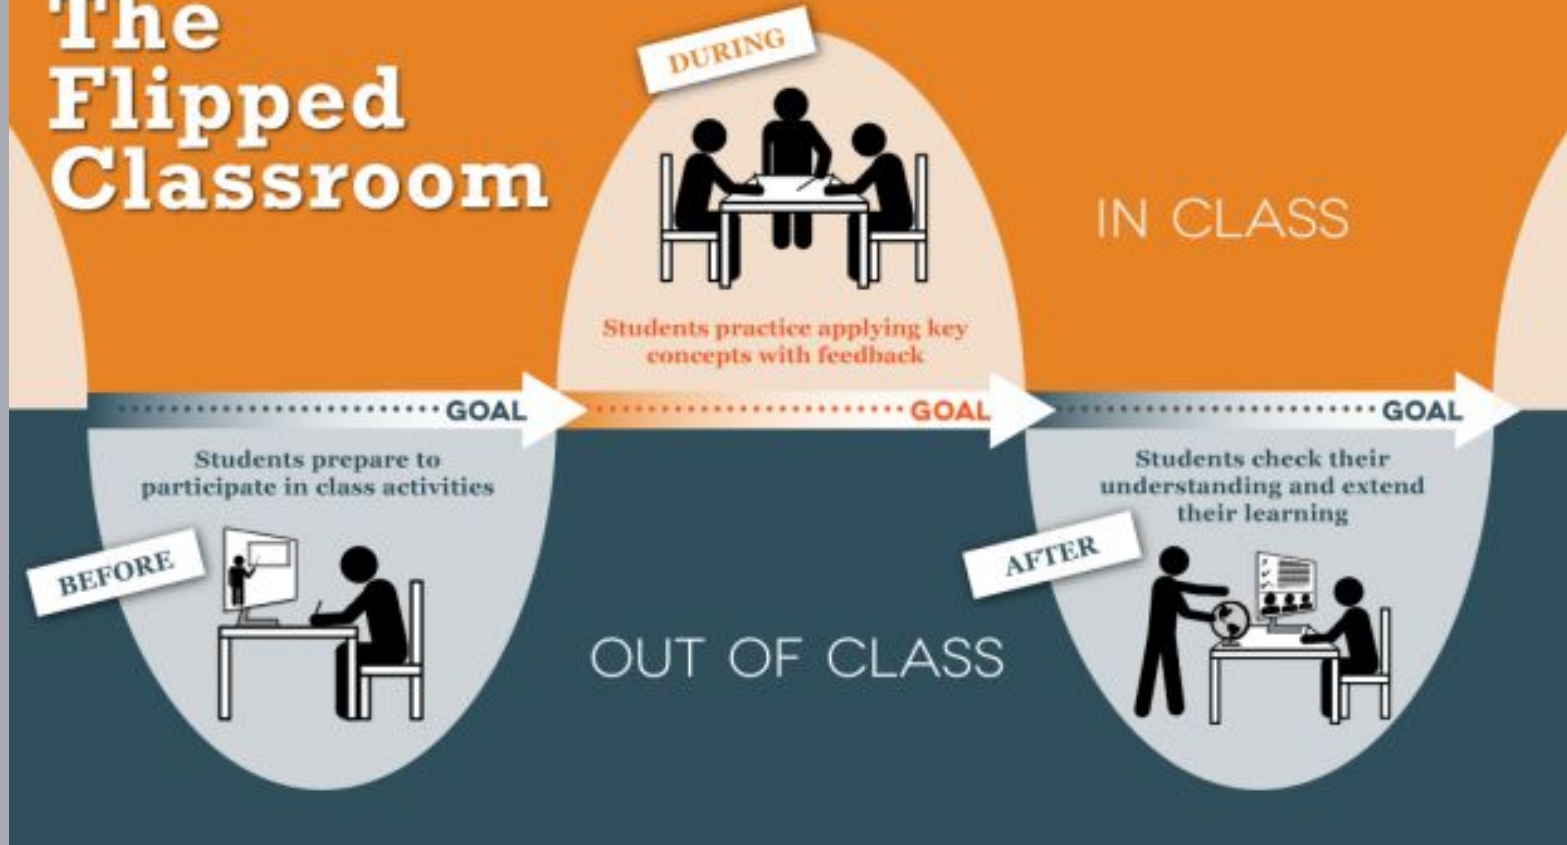 The
Flipped
Classroom
DURING
Students practice applying key
concepts with feedback
IN CLASS
GOAL
GOAL
GOAL
Students prepare to
participate in class activities
BEFORE
OUT OF CLASS
Students check their
understanding and extend
their learning
AFTER